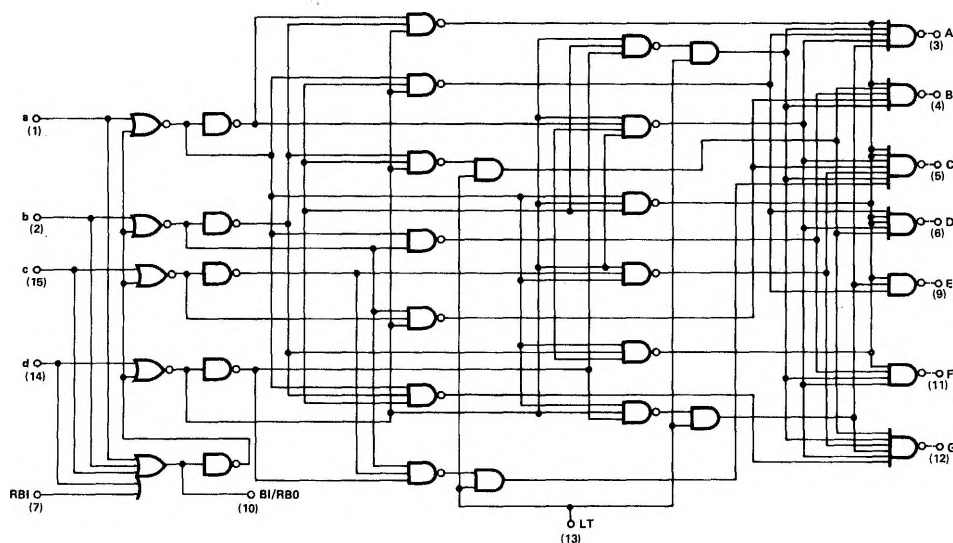 a
(1)
b
(2)
c
(15)
d
(14)
RBI
(7)
BI/RBO
(10)
LT
(13)
A
(3)
B
(4)
C
(5)
D
(6)
E
(9)
F
(11)
G
(12)